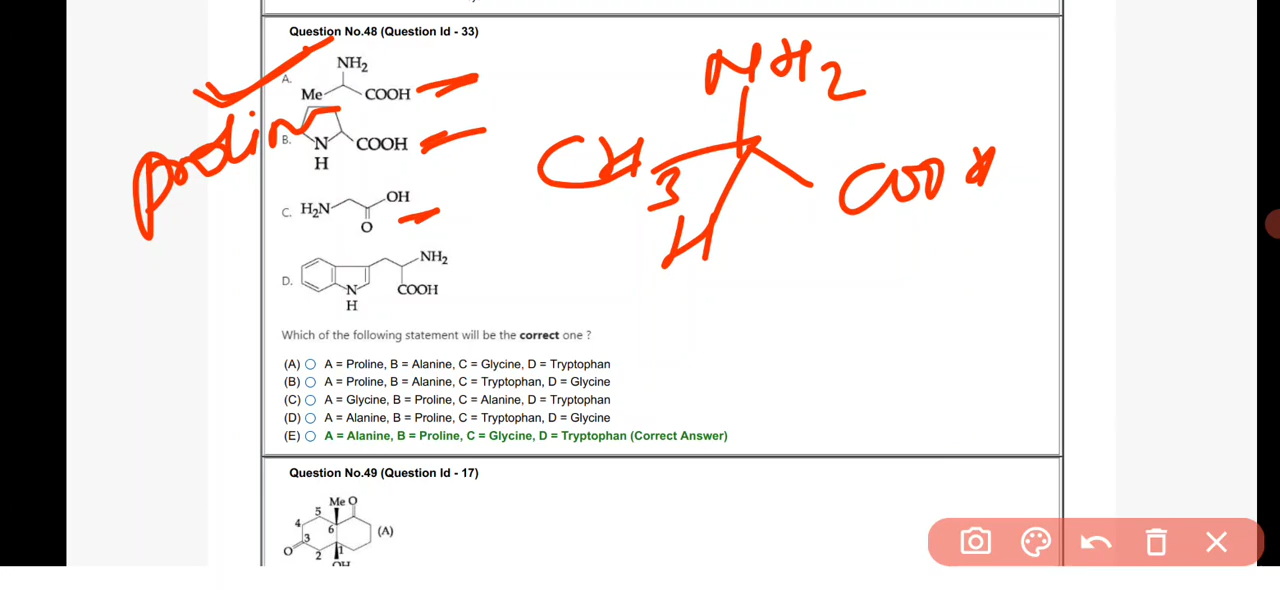 Question No.48 (Question Id - 33)
A.
NH2
Me
COOH
B.
N
H
COOH
C. H2N
OH
O
D.
NH2
N
H
COOH
prolin
NH2
CH3
COOH
H
Which of the following statement will be the correct one ?
(A) A = Proline, B = Alanine, C = Glycine, D = Tryptophan
(B) A = Proline, B = Alanine, C = Tryptophan, D = Glycine
(C) A = Glycine, B = Proline, C = Alanine, D = Tryptophan
(D) A = Alanine, B = Proline, C = Tryptophan, D = Glycine
(E) A = Alanine, B = Proline, C = Glycine, D = Tryptophan (Correct Answer)
Question No.49 (Question Id - 17)
Me O
5
4
6
(A)
3
O
1
2
OH